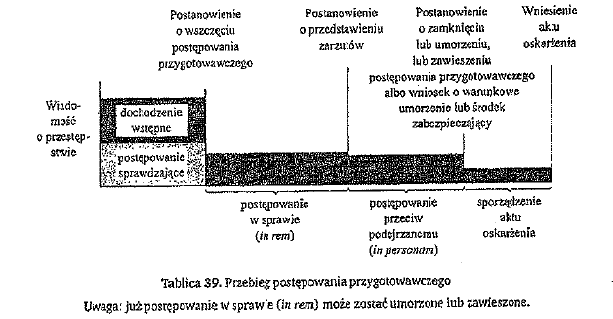 Postanowienie
o wszczęciu
postępowania
przygotowawczego
Postanowienie
o przedstawieniu
zarzutów
Postanowienie
o zamknięciu
lub umorzeniu,
lub zawieszeniu
postępowania przygotowawczego
albo wniosek o warunkowe
umorzenie lub środek
zabezpieczający
Wniesienie
aktu
oskarżenia
Wiado-
mość
o przestęp-
stwie
dochodzenie
wstępne
postępowanie
sprawdzające
postępowanie
w sprawie
(in rem)
postępowanie
przeciw
podejrzanemu
(in personam)
sporządzenie
aktu
oskarżenia
Tablica 39. Przebieg postępowania przygotowawczego
Uwaga: już postępowanie w sprawie (in rem) może zostać umorzone lub zawieszone.